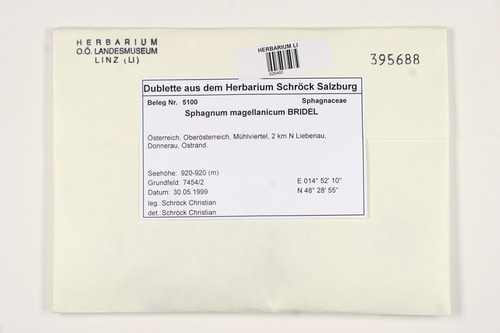 HERBARIUM
O.Ö. LANDESMUSEUM
LINZ (LI)
HERBARIUM LI
395688
Dublette aus dem Herbarium Schröck Salzburg
Beleg Nr. 5100 Sphagnaceae
Sphagnum magellanicum BRIDEL
Österreich, Oberösterreich, Mühlviertel, 2 km N Liebenau,
Donnerau, Ostrand.
Seehöhe: 920-920 (m)
Grundfeld: 7454/2 E 014° 52' 10"
Datum: 30.05.1999 N 48° 28' 55"
leg.: Schröck Christian
det.: Schröck Christian